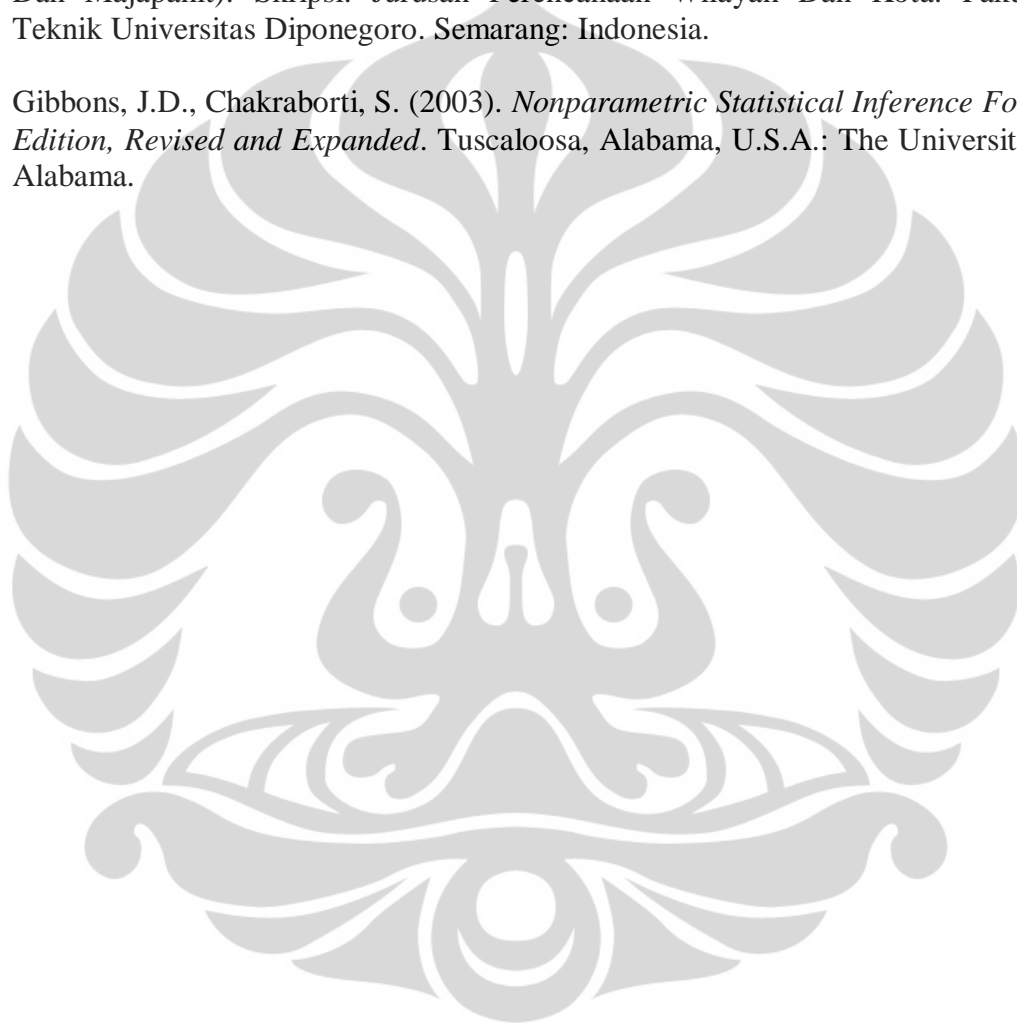 Dan Majapahit). Skripsi. Jurusan Perencanaan Wilayah Dan Kota.
Teknik Universitas Diponegoro. Semarang: Indonesia.
Gibbons, J.D., Chakraborti, S. (2003). Nonparametric Statistical Inference Fo
Edition, Revised and Expanded. Tuscaloosa, Alabama, U.S.A.: The Universit
Alabama.